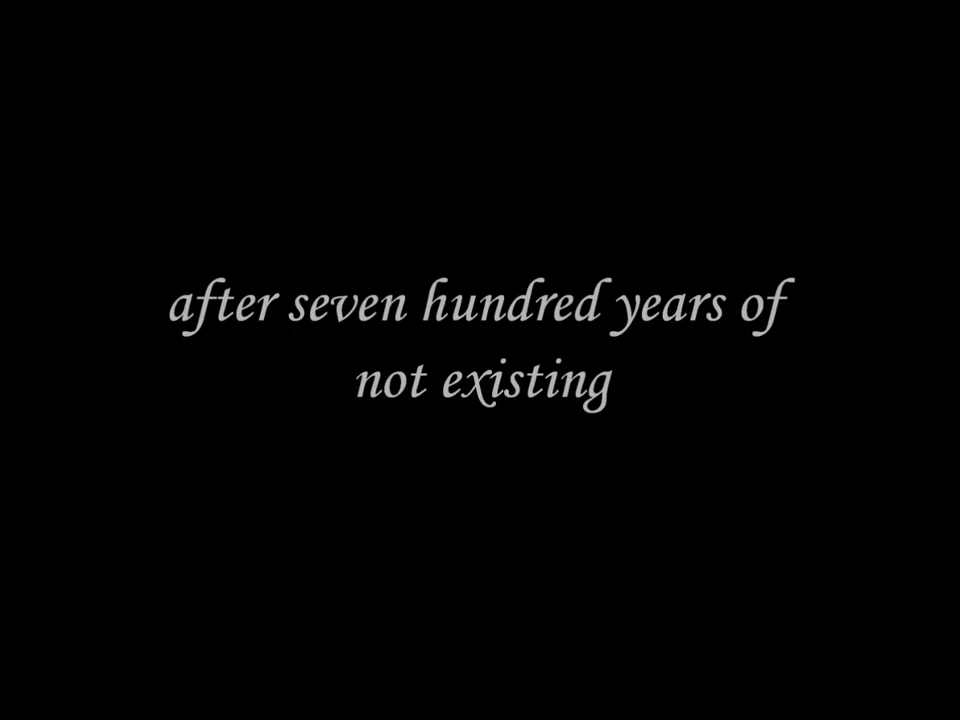 after seven hundred years of
not existing